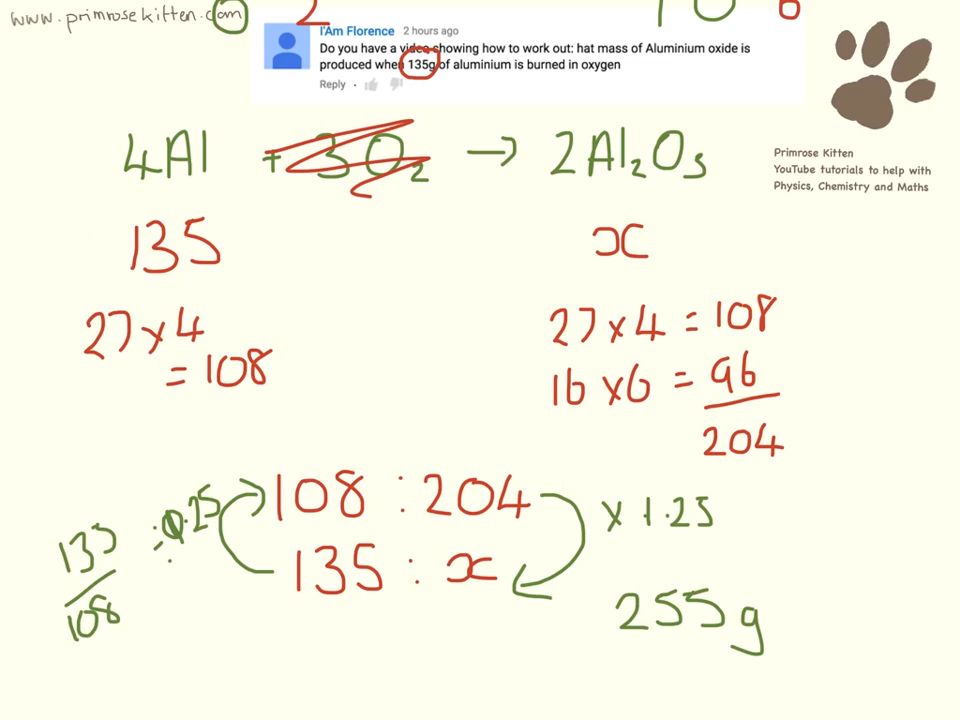 www.primrosekitten.com
2
I'Am Florence 2 hours ago
Do you have a video showing how to work out: hat mass of Aluminium oxide is
produced when 135g of aluminium is burned in oxygen
Reply
Primrose Kitten
YouTube tutorials to help with
Physics, Chemistry and Maths
4Al + 3O₂ → 2Al₂O₃
135 x
27 x 4
= 108
27 x 4 = 108
16 x 6 = 96
204
108 : 204
135 : x
135
108
x 1.25
255g